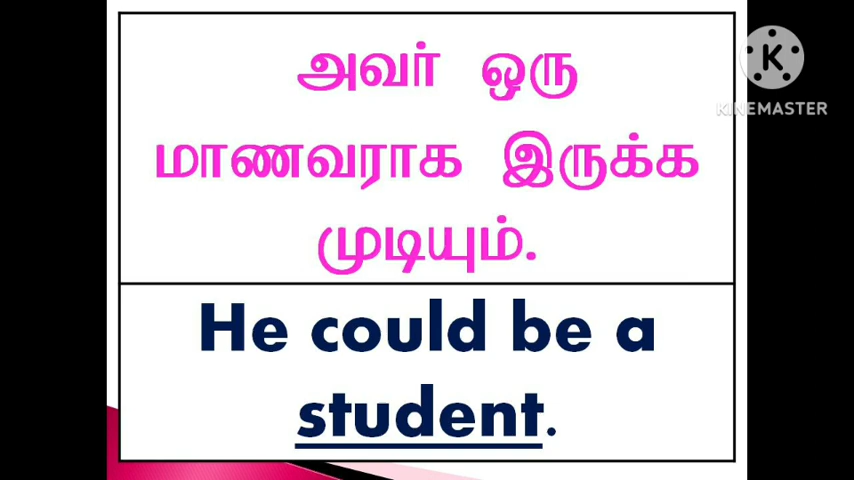 அவர் ஒரு
மாணவராக இருக்க
முடியும்.
He could be a
student.
K
KINEMASTER